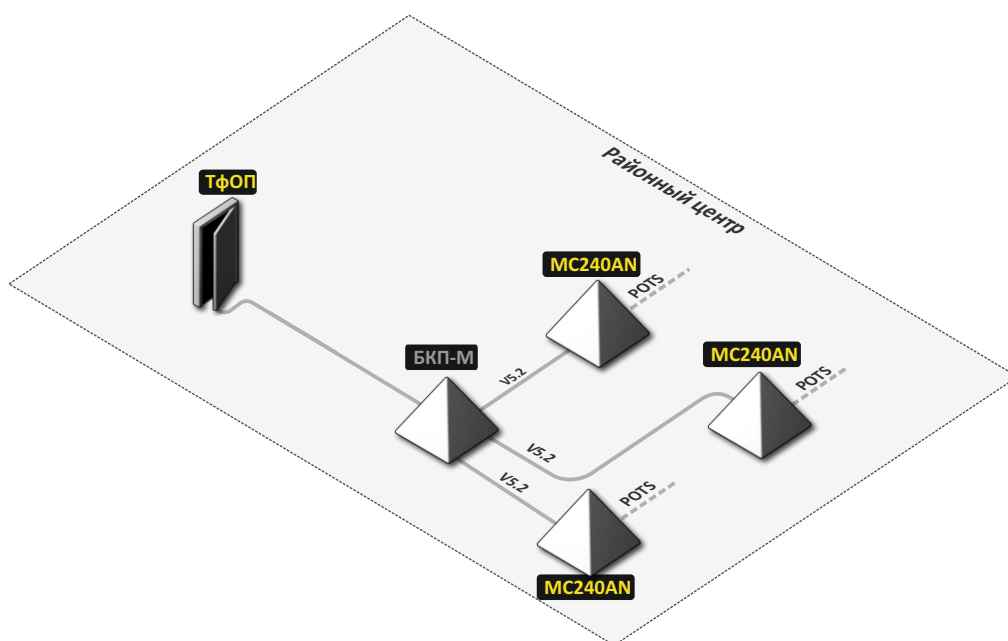 Районный центр
ТфОП
MC240AN
POTS
БКП-М
V5.2
MC240AN
POTS
V5.2
V5.2
POTS
MC240AN